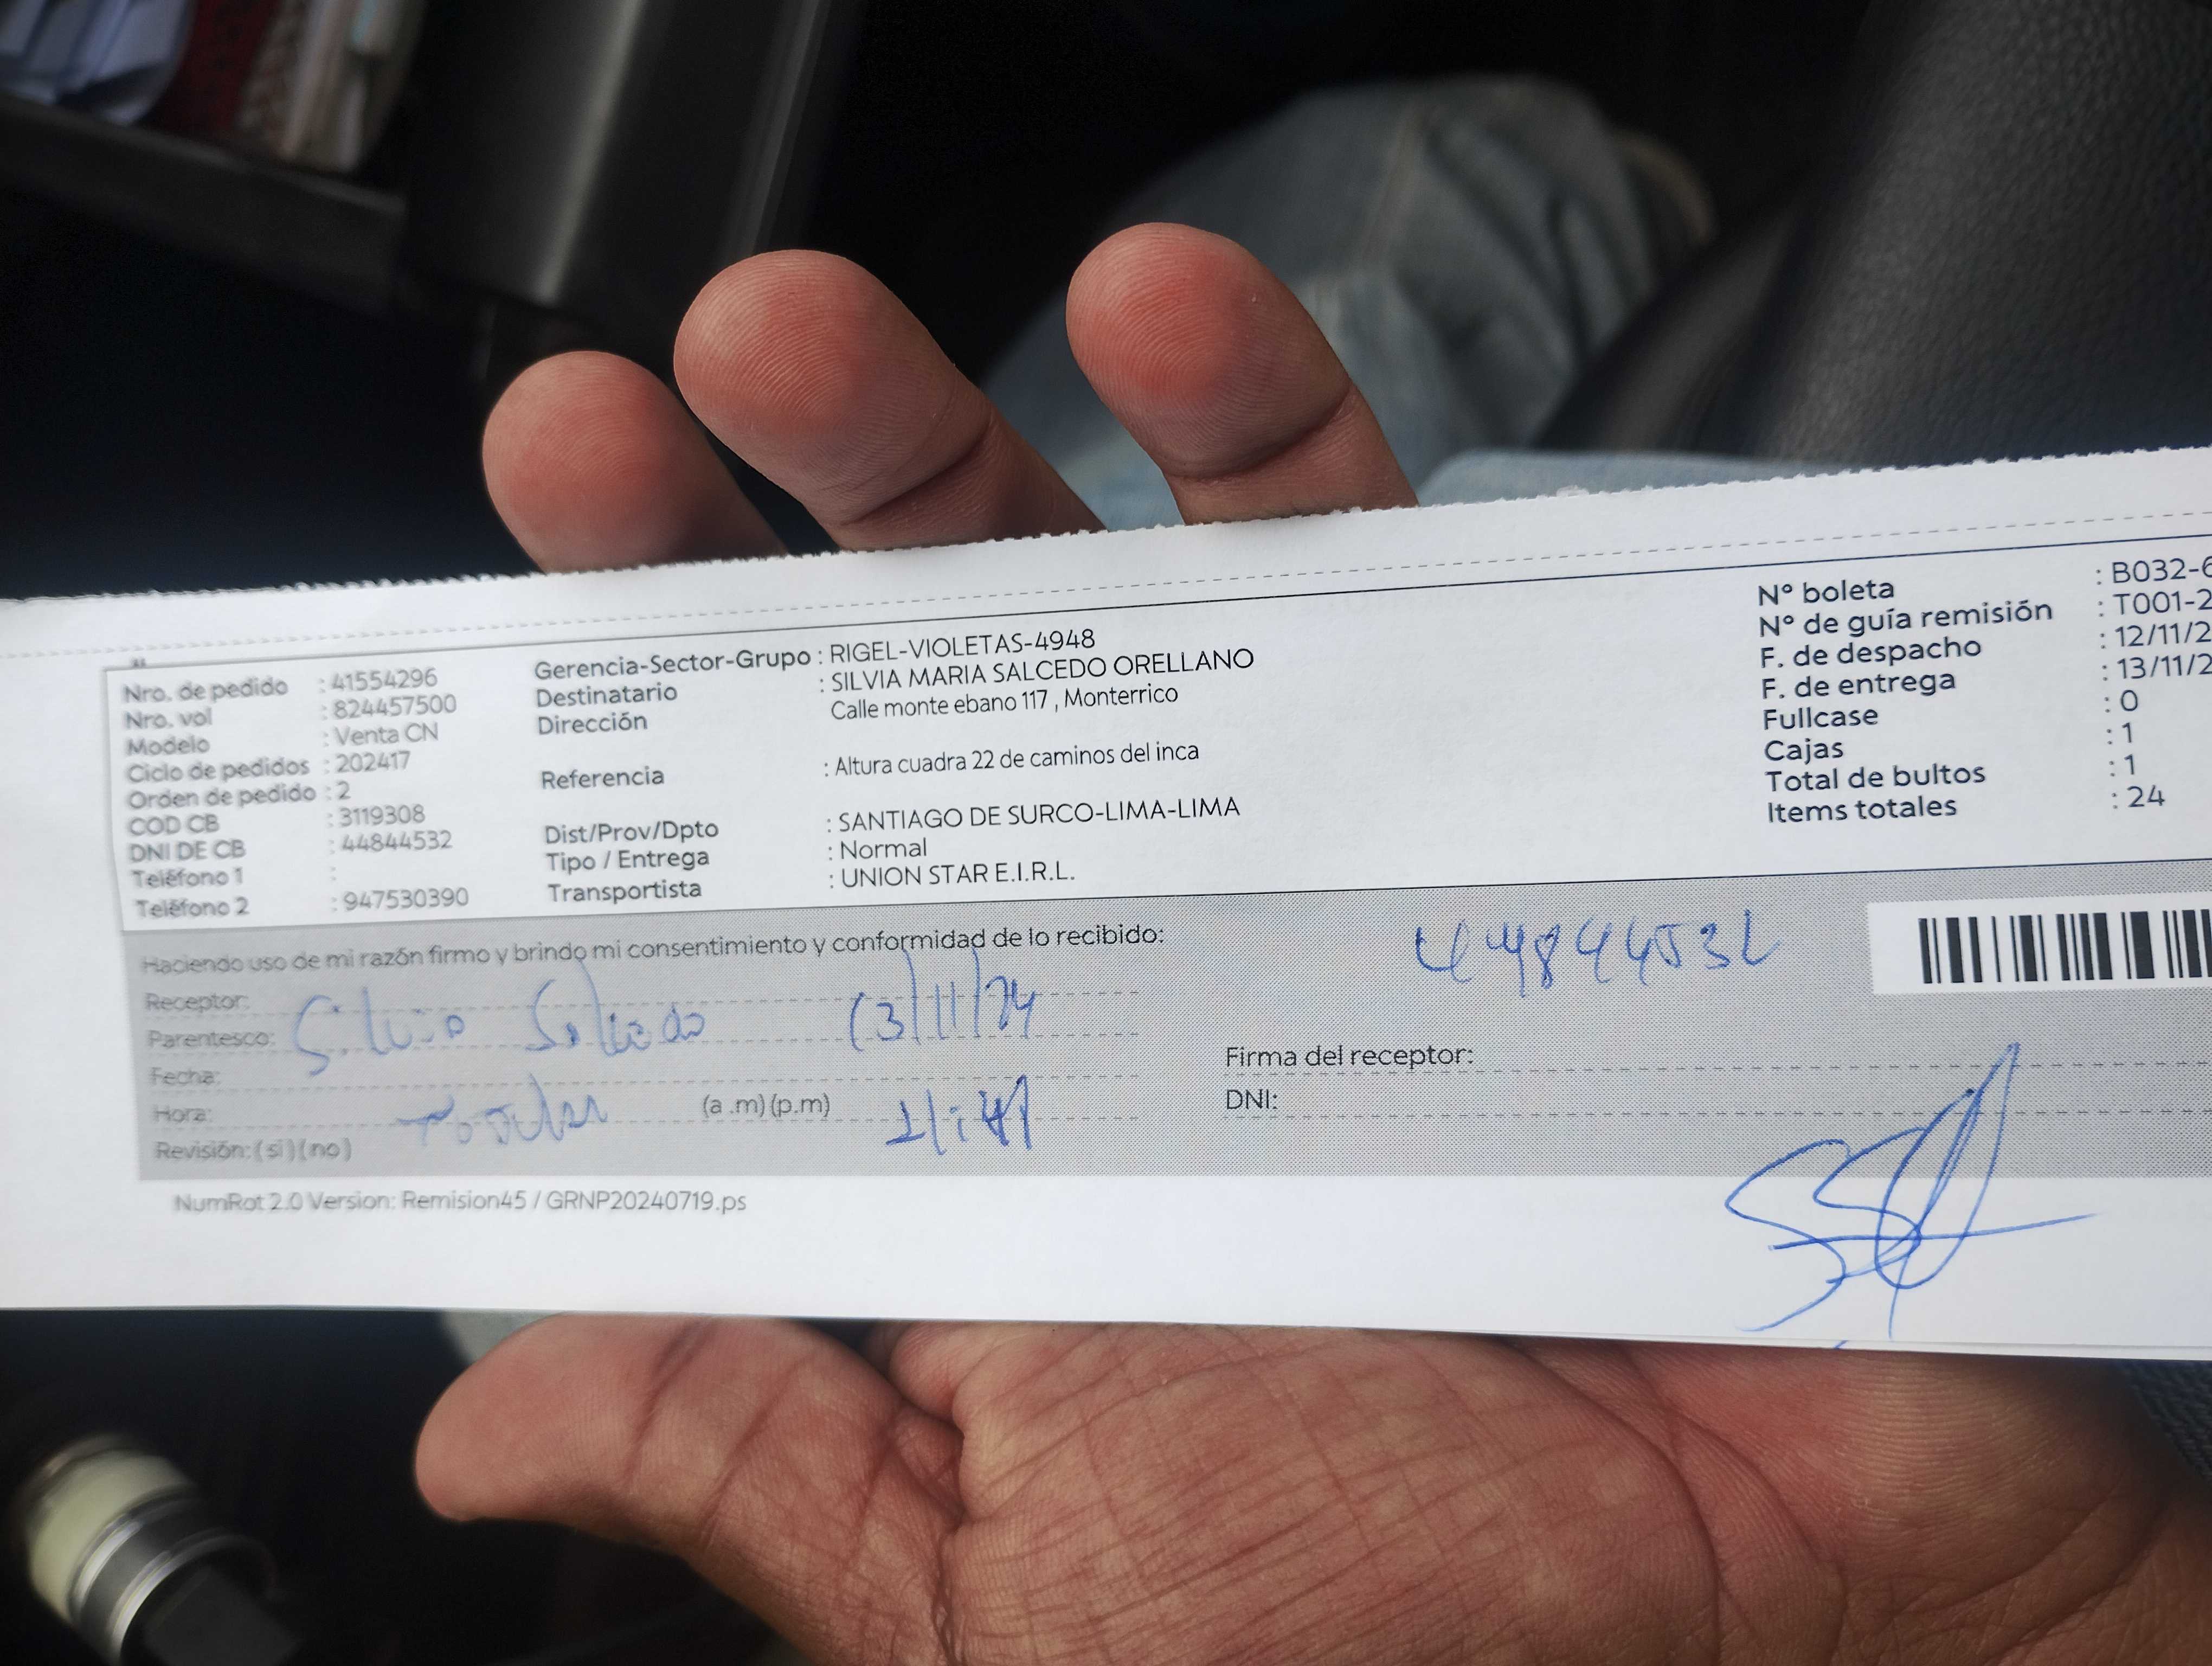 Nro. de pedido : 41554296
Nro. vol : 824457500
Modelo : Venta CN
Ciclo de pedidos : 202417
Orden de pedido : 2
COD CB : 3119308
DNI DE CB : 44844532
Teléfono 1 :
Teléfono 2 : 947530390
Gerencia-Sector-Grupo : RIGEL-VIOLETAS-4948
Destinatario : SILVIA MARIA SALCEDO ORELLANO
Dirección Calle monte ebano 117 , Monterrico
Referencia : Altura cuadra 22 de caminos del inca
Dist/Prov/Dpto : SANTIAGO DE SURCO-LIMA-LIMA
Tipo / Entrega : Normal
Transportista : UNION STAR E.I.R.L.
N° boleta : B032-6
N° de guía remisión : T001-2
F. de despacho : 12/11/2
F. de entrega : 13/11/2
Fullcase : 0
Cajas : 1
Total de bultos : 1
Items totales : 24
Haciendo uso de mi razón firmo y brindo mi consentimiento y conformidad de lo recibido:
44844532
Receptor:
Parentesco: Silvia Salcedo 13/11/24
Fecha:
Hora: (a .m) (p.m)
Revisión: ( si ) ( no )
Firma del receptor:
DNI:
NumRot 2.0 Version: Remision45 / GRNP20240719.ps